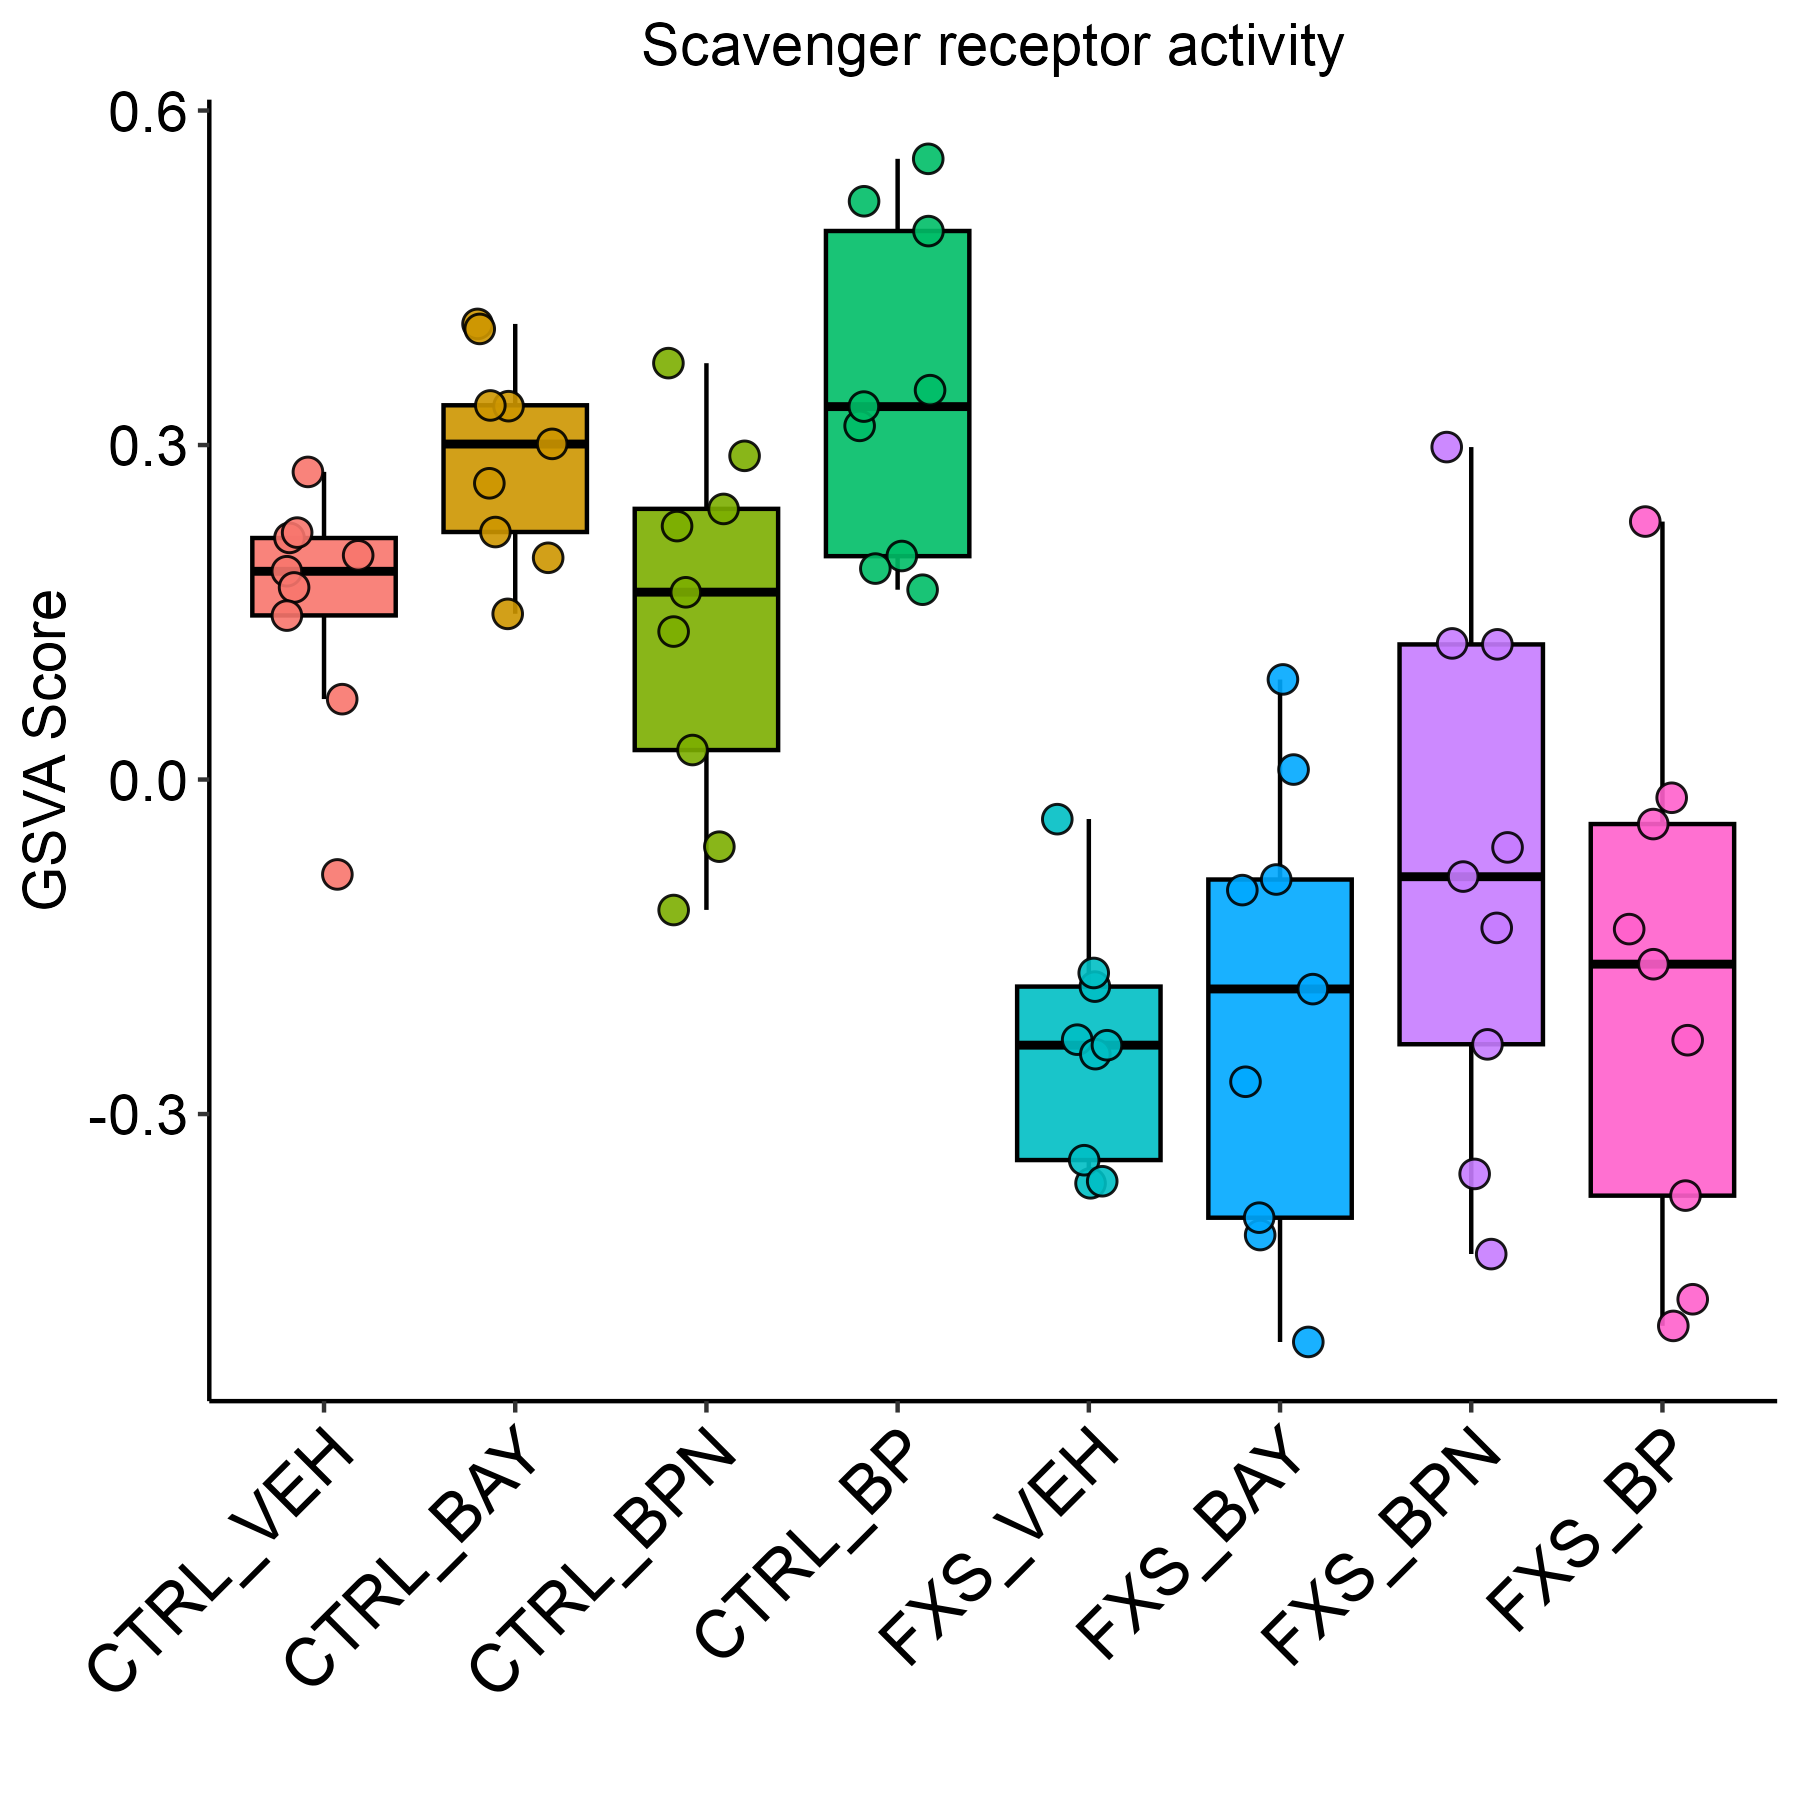 Scavenger receptor activity
GSVA Score
0.6
0.3
0.0
-0.3
CTRL_VEH
CTRL_BAY
CTRL_BPN
CTRL_BP
FXS_VEH
FXS_BAY
FXS_BPN
FXS_BP